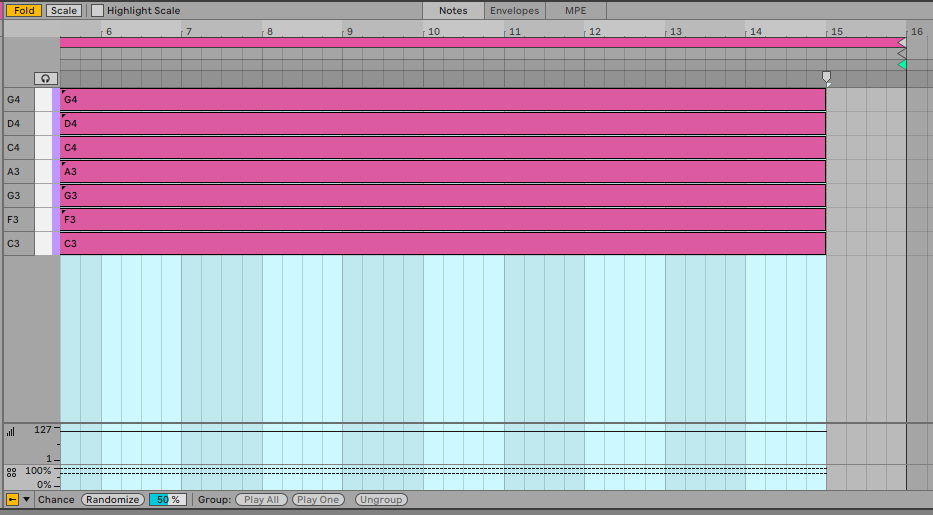 Fold Scale Highlight Scale Notes Envelopes MPE
6 7 8 9 10 11 12 13 14 15 16
G4 G4
D4 D4
C4 C4
A3 A3
G3 G3
F3 F3
C3 C3
127
1
100%
0%
Chance Randomize 50 % Group: Play All Play One Ungroup